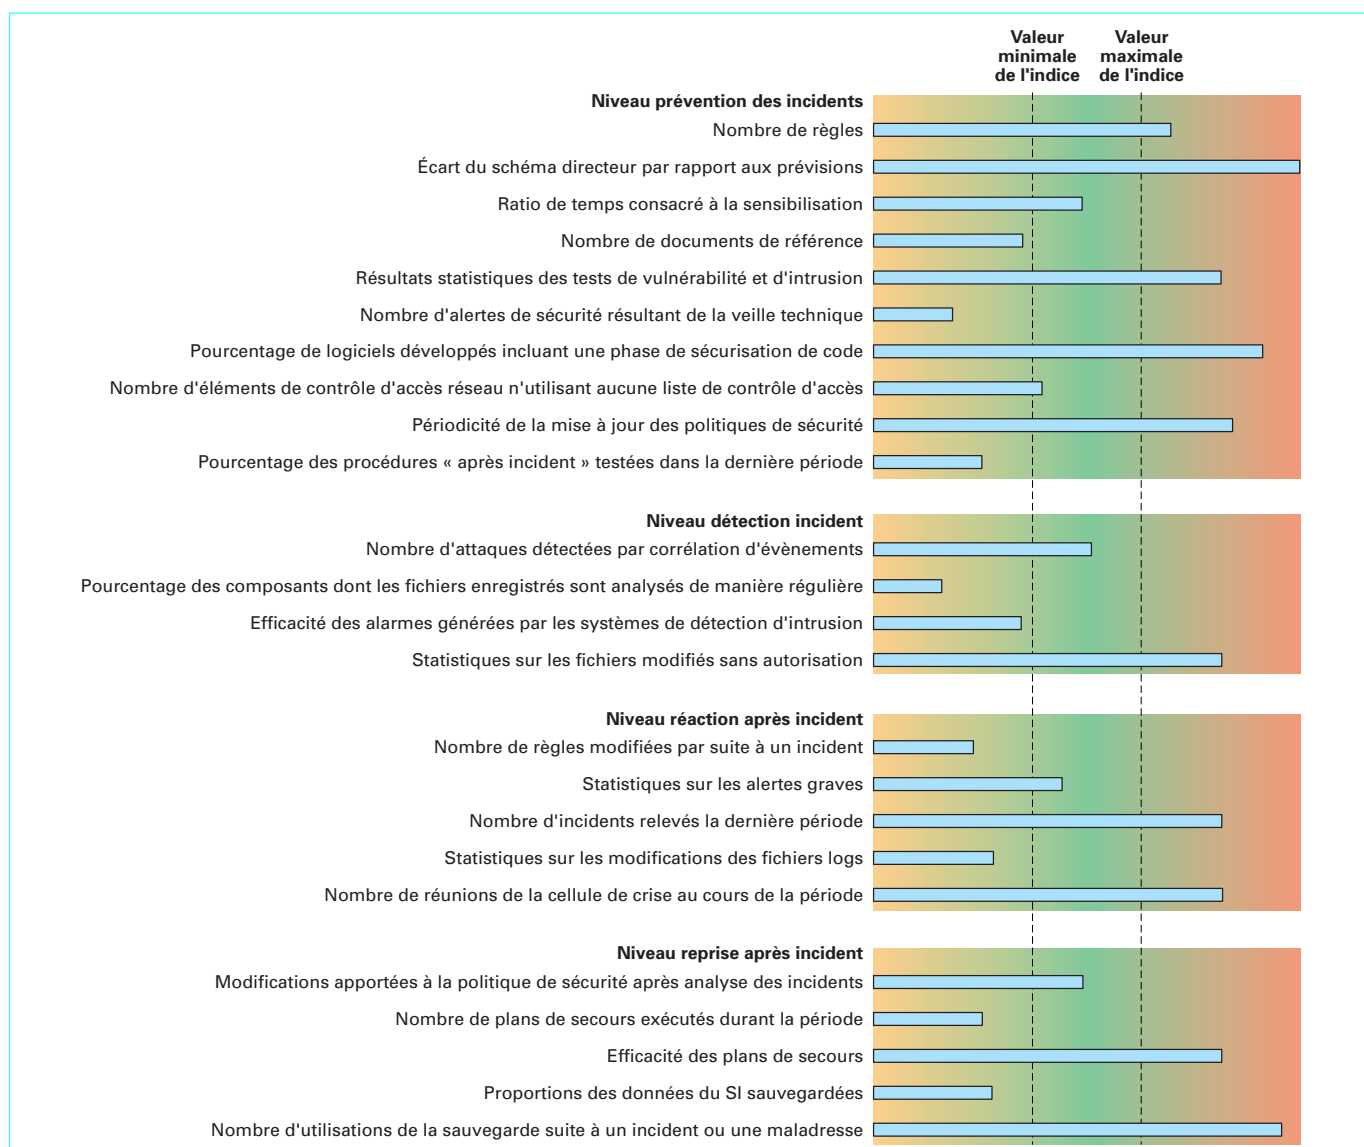 Valeur
minimale
de l'indice
Valeur
maximale
de l'indice
Niveau prévention des incidents
Nombre de règles
Écart du schéma directeur par rapport aux prévisions
Ratio de temps consacré à la sensibilisation
Nombre de documents de référence
Résultats statistiques des tests de vulnérabilité et d'intrusion
Nombre d'alertes de sécurité résultant de la veille technique
Pourcentage de logiciels développés incluant une phase de sécurisation de code
Nombre d'éléments de contrôle d'accès réseau n'utilisant aucune liste de contrôle d'accès
Périodicité de la mise à jour des politiques de sécurité
Pourcentage des procédures « après incident » testées dans la dernière période
Niveau détection incident
Nombre d'attaques détectées par corrélation d'évènements
Pourcentage des composants dont les fichiers enregistrés sont analysés de manière régulière
Efficacité des alarmes générées par les systèmes de détection d'intrusion
Statistiques sur les fichiers modifiés sans autorisation
Niveau réaction après incident
Nombre de règles modifiées par suite à un incident
Statistiques sur les alertes graves
Nombre d'incidents relevés la dernière période
Statistiques sur les modifications des fichiers logs
Nombre de réunions de la cellule de crise au cours de la période
Niveau reprise après incident
Modifications apportées à la politique de sécurité après analyse des incidents
Nombre de plans de secours exécutés durant la période
Efficacité des plans de secours
Proportions des données du SI sauvegardées
Nombre d'utilisations de la sauvegarde suite à un incident ou une maladresse